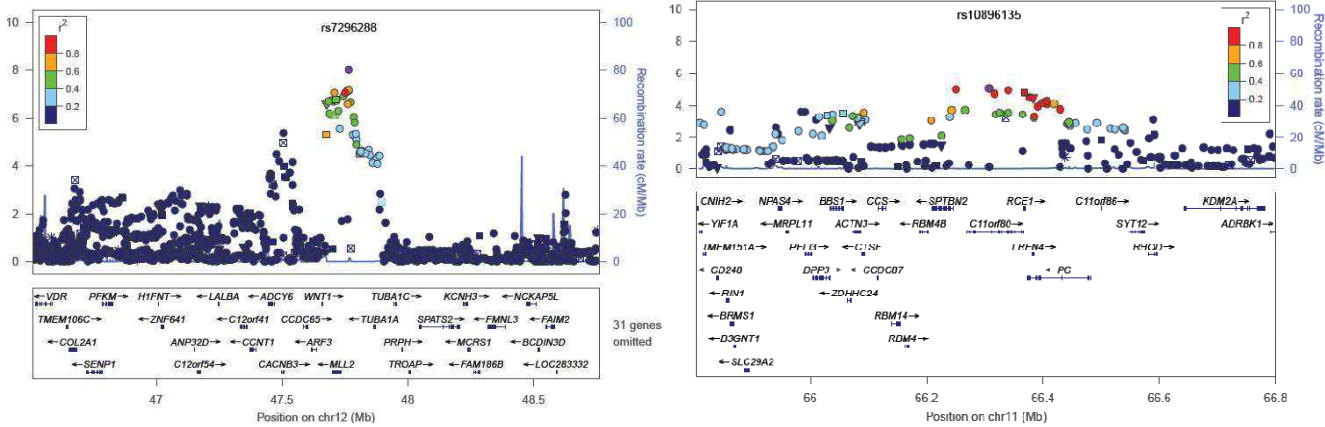 rs7296288
10
8
6
4
2
0
r²
0.8
0.6
0.4
0.2
100
80
60
40
20
0
Recombination rate (cM/Mb)
VDR PFKM H1FNT LALBA ADCY6 WNT1 TUBA1C KCNH3 NCKAP5L
TMEM106C ZNF641 C12orf41 CCDC65 TUBA1A SPATS2 FMNL3 FAIM2
COL2A1 ANP32D CCNT1 ARF3 PRPH MCRS1 BCDIN3D
SENP1 C12orf54 CACNB3 MLL2 TROAP FAM186B LOC283332
31 genes
omitted
47 47.5 48 48.5
Position on chr12 (Mb)
rs10896135
10
8
6
4
2
0
r²
0.8
0.6
0.4
0.2
100
80
60
40
20
0
Recombination rate (cM/Mb)
CNIH2 NPAS4 BBS1 CCS SPTBN2 RCE1 C11orf86 KDM2A
YIF1A MRPL11 ACTN3 RBM4B C11orf80 SYT12 ADRBK1
TMEM151A CTSF
DPP3
ZDHHC24
RIN1
BRMS1 RBM14
SLC29A2
PC
66 66.2 66.4 66.6 66.8
Position on chr11 (Mb)